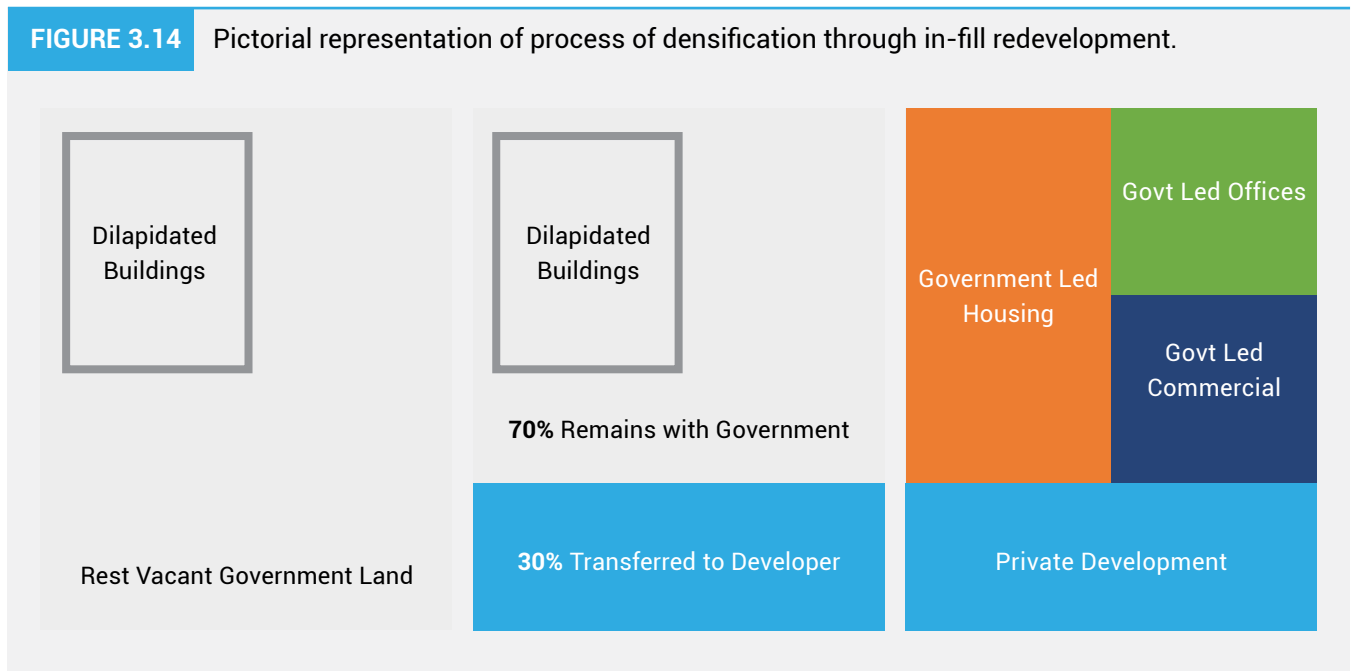 FIGURE 3.14 Pictorial representation of process of densification through in-fill redevelopment.
Dilapidated
Buildings
Rest Vacant Government Land
Dilapidated
Buildings
70% Remains with Government
30% Transferred to Developer
Government Led
Housing
Govt Led Offices
Govt Led
Commercial
Private Development